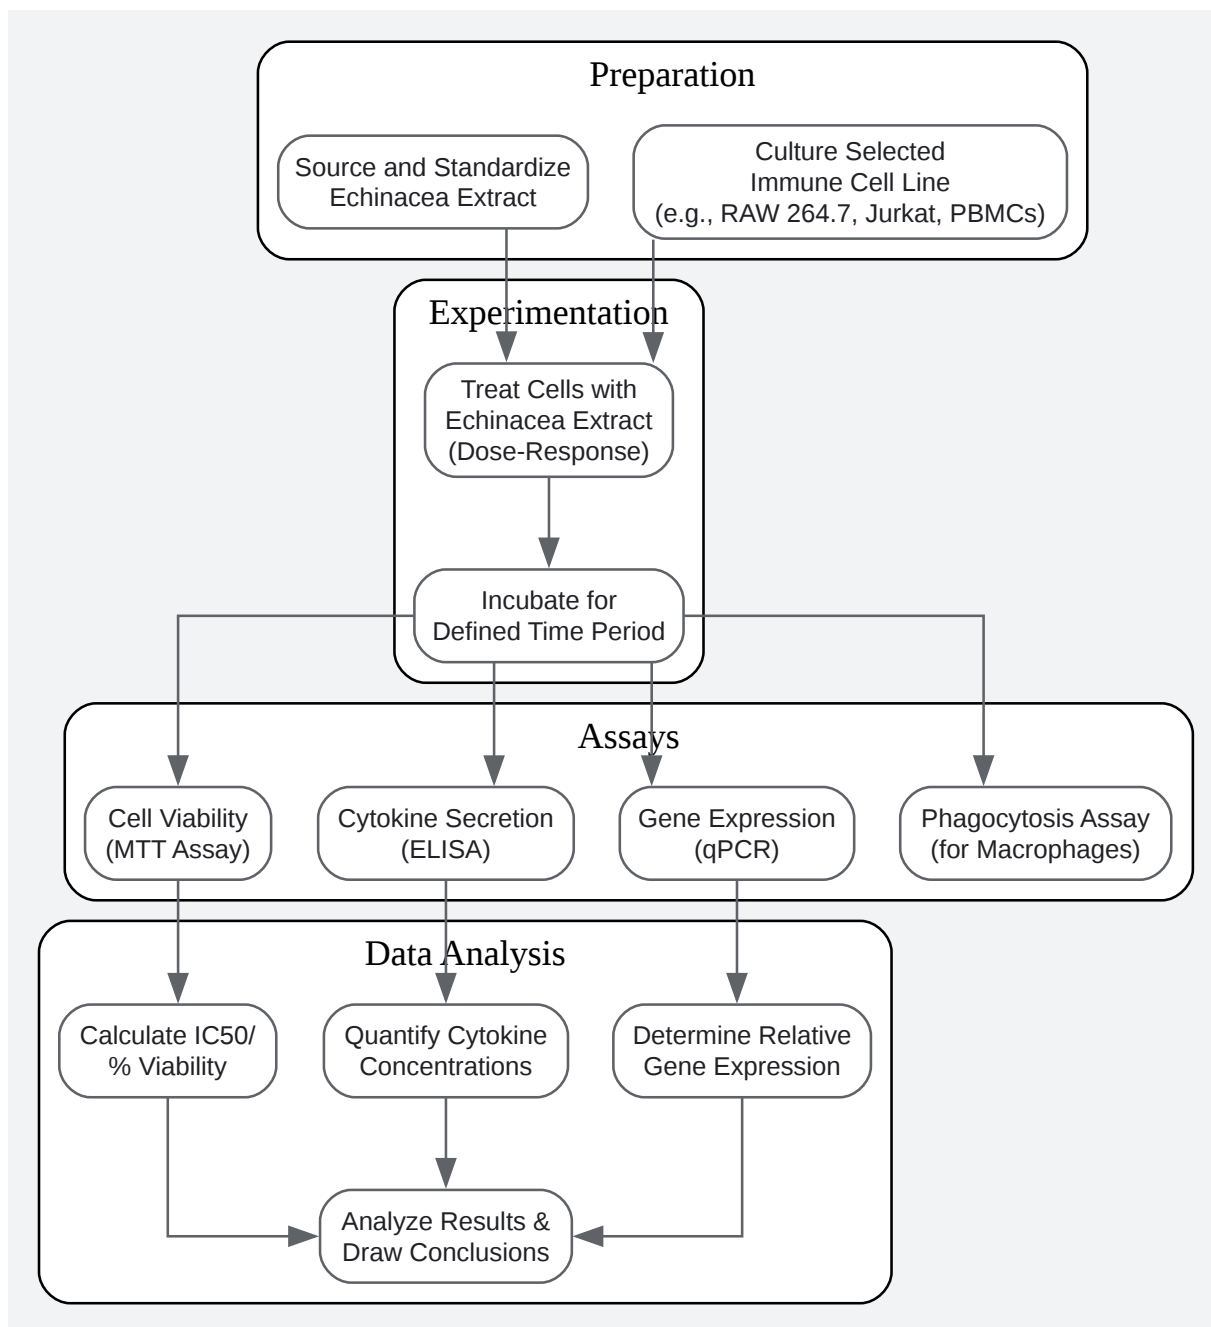 Preparation
Source and Standardize
Echinacea Extract
Culture Selected
Immune Cell Line
(e.g., RAW 264.7, Jurkat, PBMCs)
Experimentation
Treat Cells with
Echinacea Extract
(Dose-Response)
Incubate for
Defined Time Period
Assays
Cell Viability
(MTT Assay)
Cytokine Secretion
(ELISA)
Gene Expression
(qPCR)
Phagocytosis Assay
(for Macrophages)
Data Analysis
Calculate IC50/
% Viability
Quantify Cytokine
Concentrations
Determine Relative
Gene Expression
Analyze Results &
Draw Conclusions